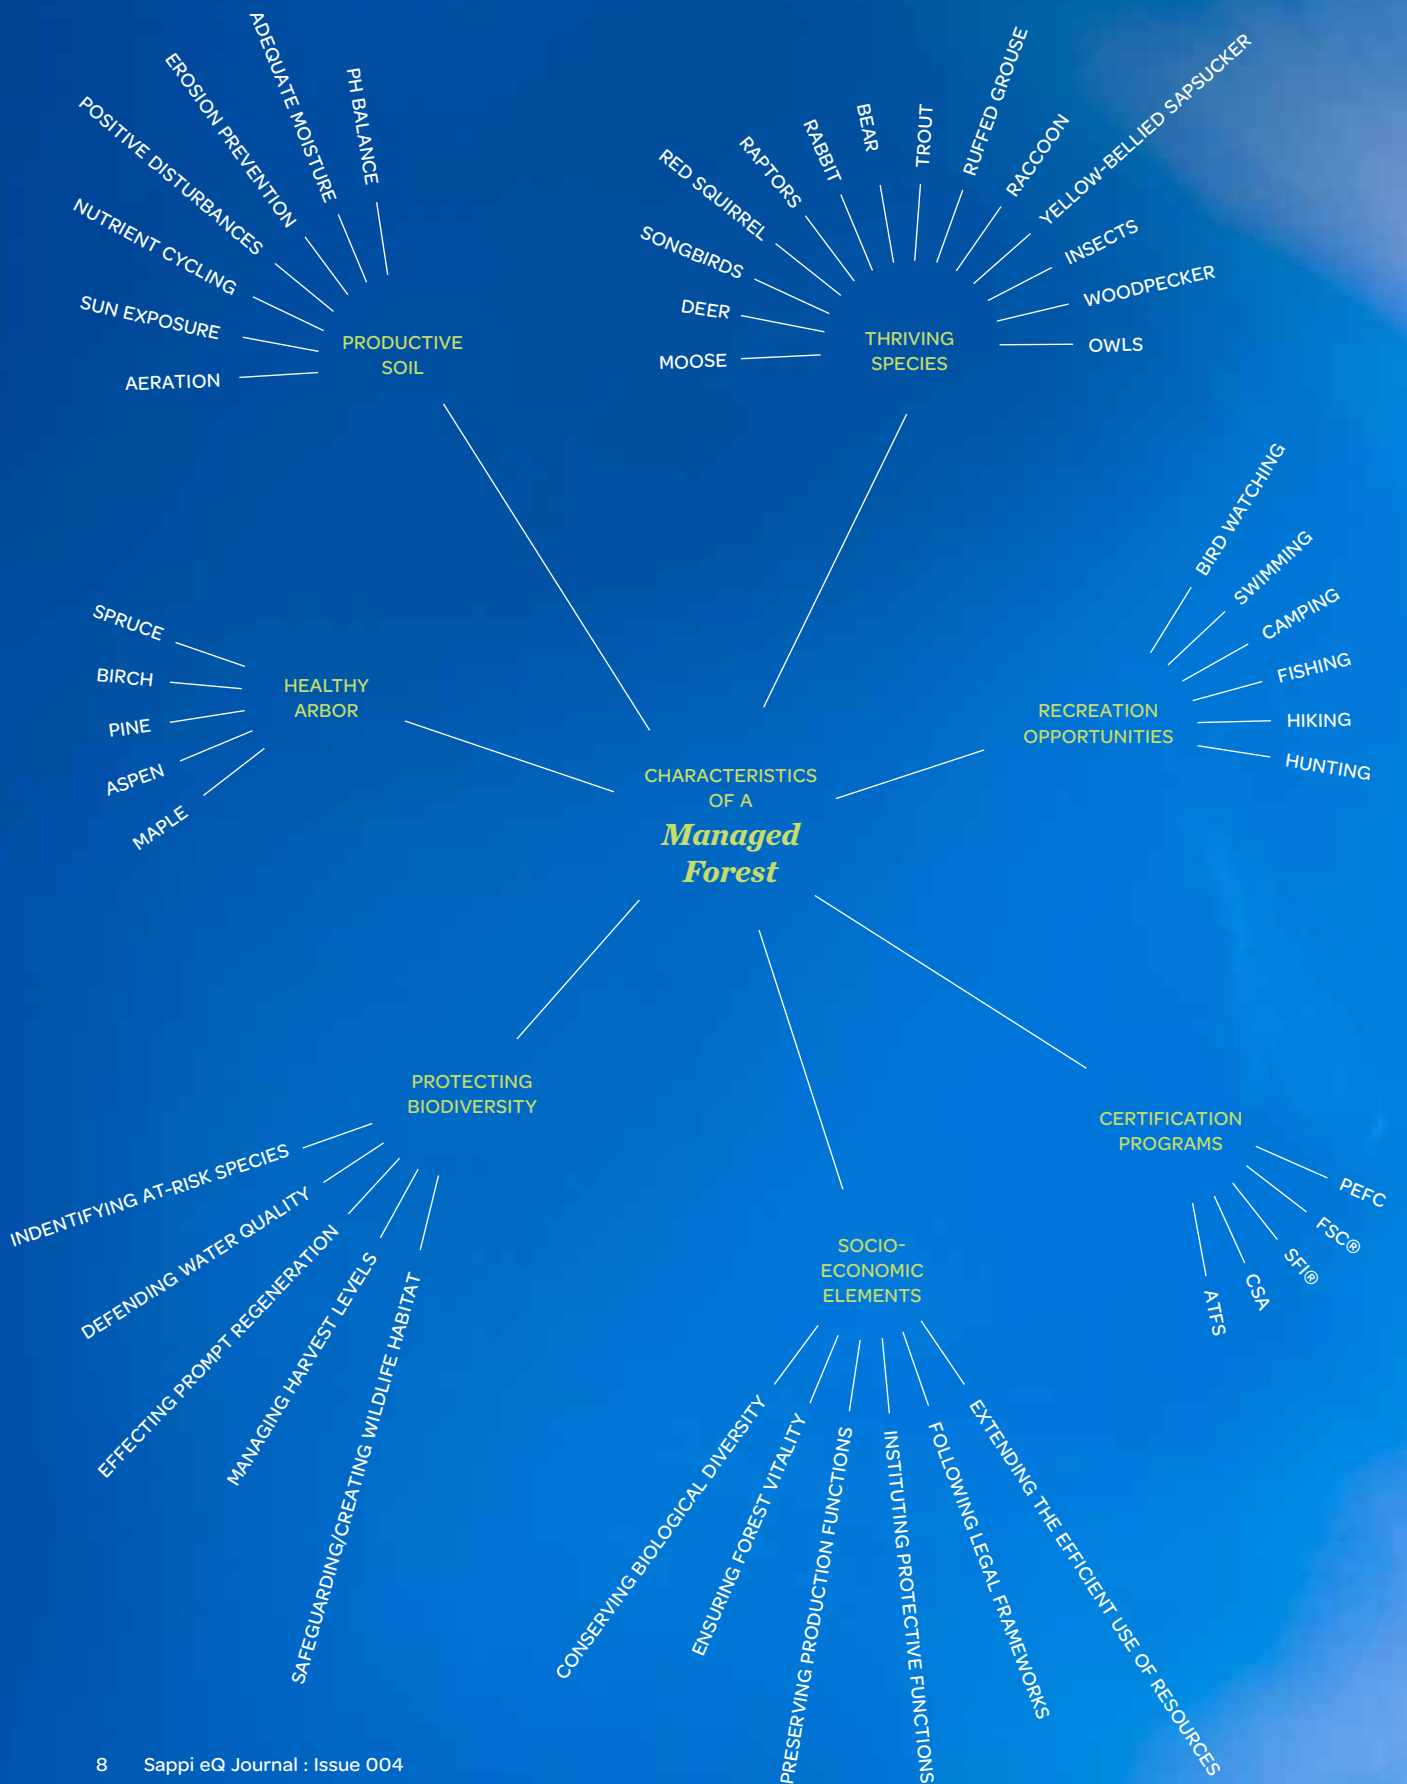 PRODUCTIVE
SOIL
AERATION
SUN EXPOSURE
NUTRIENT CYCLING
POSITIVE DISTURBANCES
EROSION PREVENTION
ADEQUATE MOISTURE
PH BALANCE
THRIVING
SPECIES
MOOSE
DEER
SONGBIRDS
RED SQUIRREL
RAPTORS
RABBIT
BEAR
TROUT
RUFFED GROUSE
RACCOON
YELLOW-BELLIED SAPSUCKER
INSECTS
WOODPECKER
OWLS
HEALTHY
ARBOR
SPRUCE
BIRCH
PINE
ASPEN
MAPLE
RECREATION
OPPORTUNITIES
BIRD WATCHING
SWIMMING
CAMPING
FISHING
HIKING
HUNTING
CHARACTERISTICS
OF A
Managed
Forest
PROTECTING
BIODIVERSITY
INDENTIFYING AT-RISK SPECIES
DEFENDING WATER QUALITY
EFFECTING PROMPT REGENERATION
MANAGING HARVEST LEVELS
SAFEGUARDING/CREATING WILDLIFE HABITAT
CERTIFICATION
PROGRAMS
PEFC
FSC®
SFI®
CSA
ATFS
SOCIO-
ECONOMIC
ELEMENTS
CONSERVING BIOLOGICAL DIVERSITY
ENSURING FOREST VITALITY
PRESERVING PRODUCTION FUNCTIONS
INSTITUTING PROTECTIVE FUNCTIONS
FOLLOWING LEGAL FRAMEWORKS
EXTENDING THE EFFICIENT USE OF RESOURCES
8 Sappi eQ Journal : Issue 004